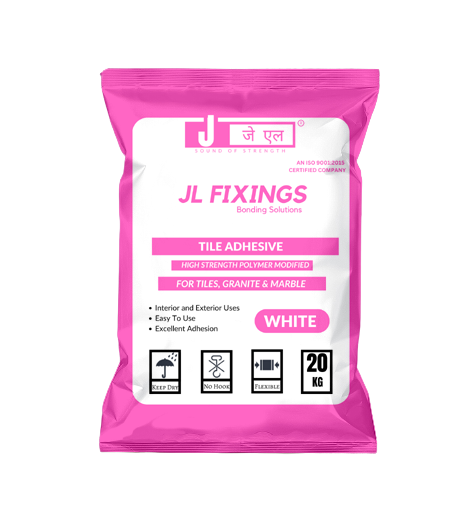 J जे एल ®
SOUND OF STRENGTH
AN ISO 9001:2015
CERTIFIED COMPANY
JL FIXINGS
Bonding Solutions
TILE ADHESIVE
HIGH STRENGTH POLYMER MODIFIED
FOR TILES, GRANITE & MARBLE
• Interior and Exterior Uses
• Easy To Use
• Excellent Adhesion
WHITE
KEEP DRY
NO HOOK
FLEXIBLE
20
KG